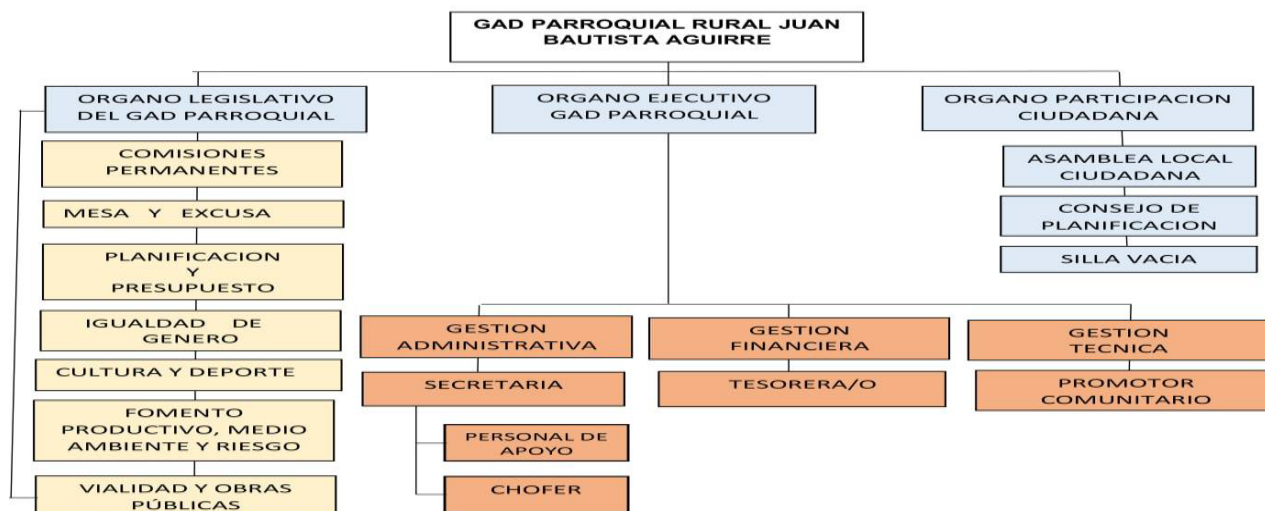 GAD PARROQUIAL RURAL JUAN
BAUTISTA AGUIRRE
ORGANO LEGISLATIVO
DEL GAD PARROQUIAL
COMISIONES
PERMANENTES
MESA Y EXCUSA
PLANIFICACION
Y
PRESUPUESTO
IGUALDAD DE
GENERO
CULTURA Y DEPORTE
FOMENTO
PRODUCTIVO, MEDIO
AMBIENTE Y RIESGO
VIALIDAD Y OBRAS
PÚBLICAS
ORGANO EJECUTIVO
GAD PARROQUIAL
GESTION
ADMINISTRATIVA
SECRETARIA
PERSONAL DE
APOYO
CHOFER
GESTION
FINANCIERA
TESORERA/O
GESTION
TECNICA
PROMOTOR
COMUNITARIO
ORGANO PARTICIPACION
CIUDADANA
ASAMBLEA LOCAL
CIUDADANA
CONSEJO DE
PLANIFICACION
SILLA VACIA